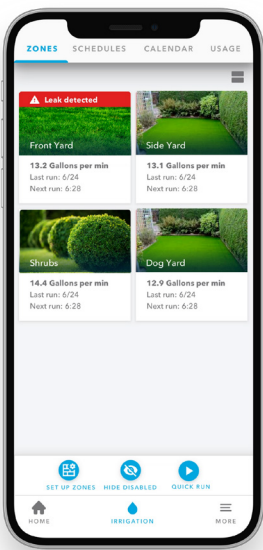 ZONES SCHEDULES CALENDAR USAGE
Leak detected
Front Yard
13.2 Gallons per min
Last run: 6/24
Next run: 6:28
Side Yard
13.1 Gallons per min
Last run: 6/24
Next run: 6:28
Shrubs
14.4 Gallons per min
Last run: 6/24
Next run: 6:28
Dog Yard
12.9 Gallons per min
Last run: 6/24
Next run: 6:28
SET UP ZONES HIDE DISABLED QUICK RUN
HOME IRRIGATION MORE